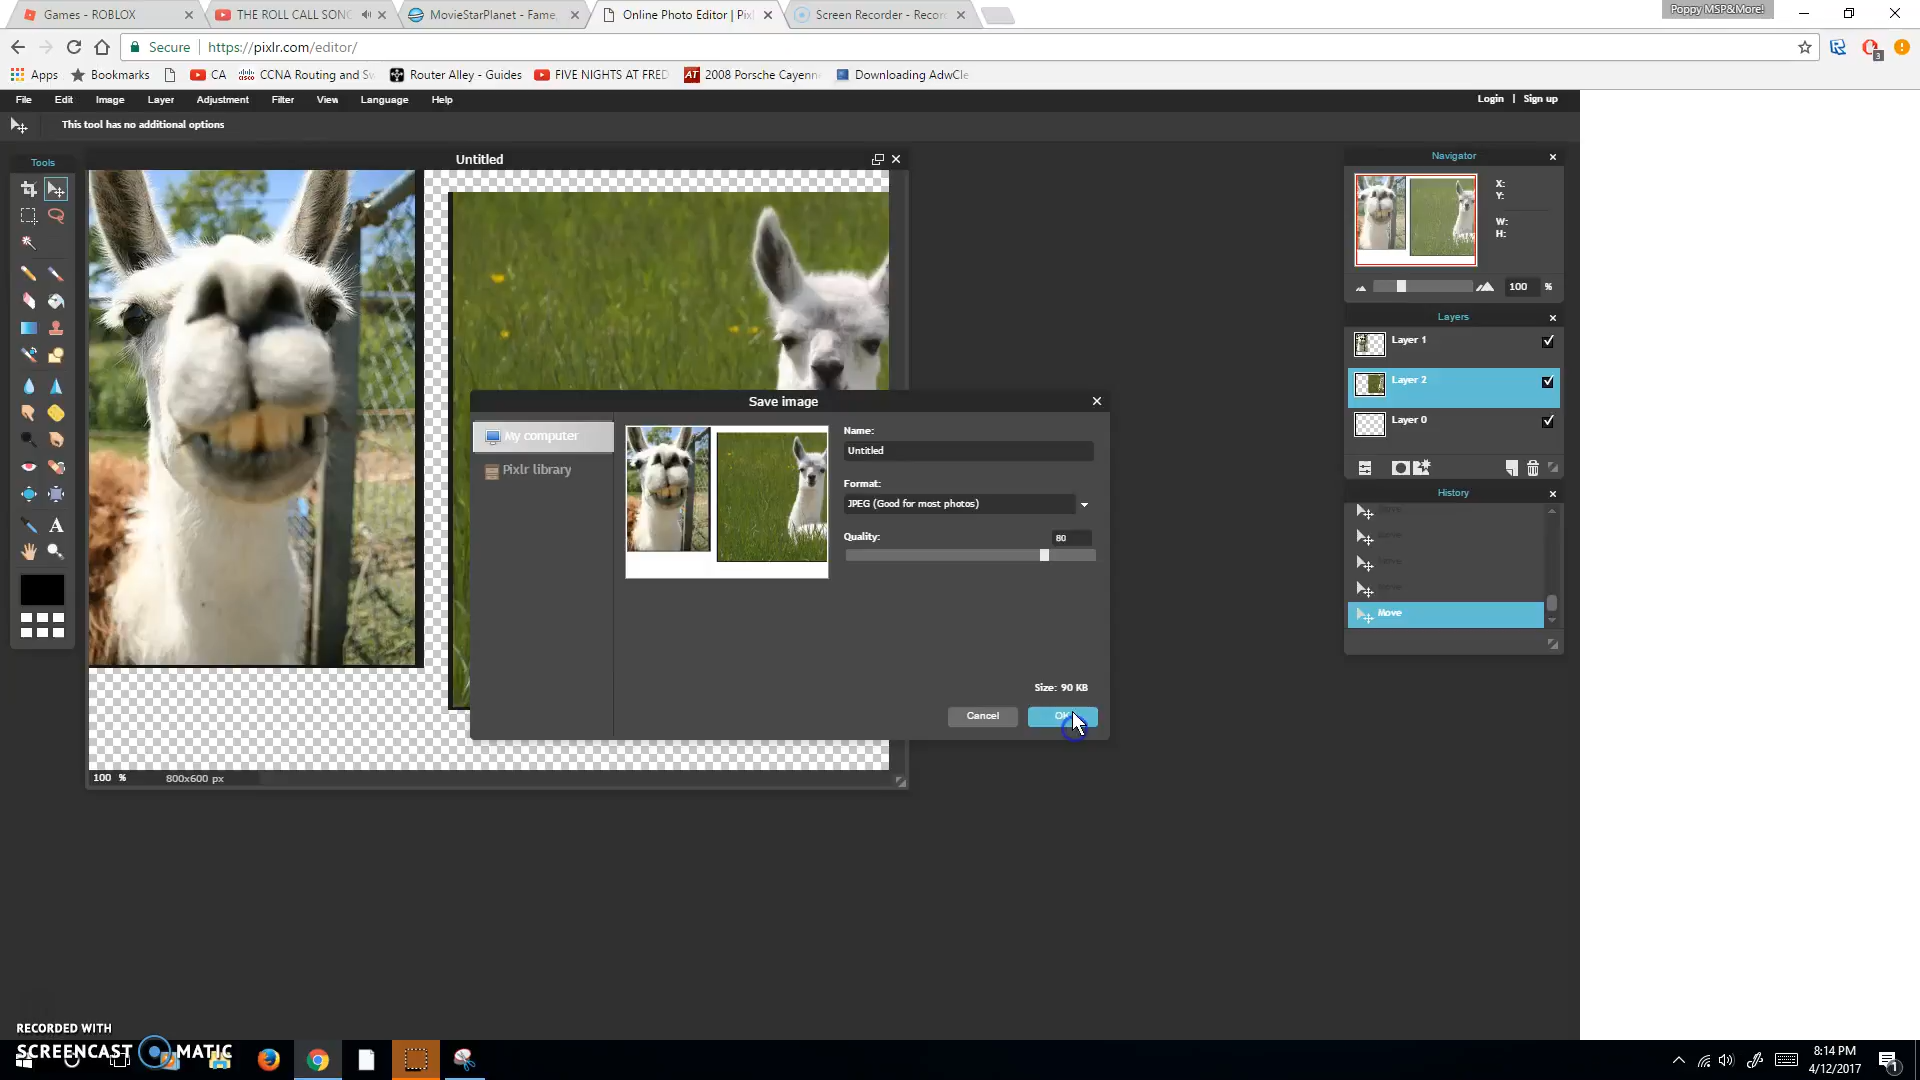 Games - ROBLOX
THE ROLL CALL SONG
MovieStarPlanet - Fame,
Online Photo Editor | Pix
Screen Recorder - Recor
Poppy MSP&More!
Secure
https://pixlr.com/editor/
3
Apps
Bookmarks
CA
CCNA Routing and Sw
Router Alley - Guides
FIVE NIGHTS AT FRED
AT
2008 Porsche Cayenn
Downloading AdwCle
File Edit Image Layer Adjustment Filter View Language Help
Login | Sign up
This tool has no additional options
Tools
Untitled
Navigator
X:
Y:
W:
H:
100 %
Layers
Layer 1
Layer 2
Layer 0
History
Move
Save image
My computer
Pixlr library
Name:
Untitled
Format:
JPEG (Good for most photos)
Quality:
80
Size: 90 KB
Cancel
OK
A
100 %
800x600 px
RECORDED WITH
SCREENCAST MATIC
8:14 PM
4/12/2017
1